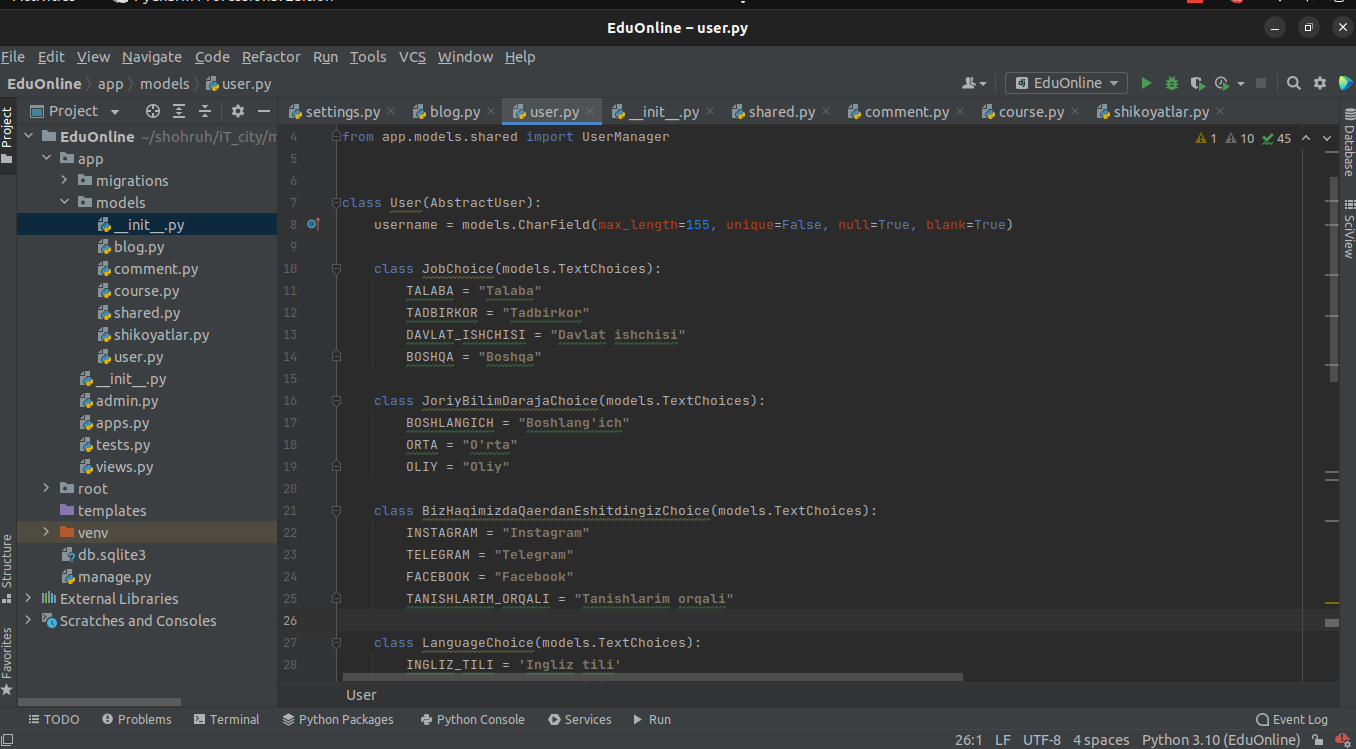 EduOnline – user.py
File Edit View Navigate Code Refactor Run Tools VCS Window Help
EduOnline app models user.py
EduOnline
Project
settings.py blog.py user.py __init__.py shared.py comment.py course.py shikoyatlar.py
Project
Structure
Favorites
EduOnline ~/shohruh/iT_city/m
app
migrations
models
__init__.py
blog.py
comment.py
course.py
shared.py
shikoyatlar.py
user.py
__init__.py
admin.py
apps.py
tests.py
views.py
root
templates
venv
db.sqlite3
manage.py
External Libraries
Scratches and Consoles
1 10 45
4 from app.models.shared import UserManager
5
6
7 class User(AbstractUser):
8 username = models.CharField(max_length=155, unique=False, null=True, blank=True)
9
10 class JobChoice(models.TextChoices):
11 TALABA = "Talaba"
12 TADBIRKOR = "Tadbirkor"
13 DAVLAT_ISHCHISI = "Davlat ishchisi"
14 BOSHQA = "Boshqa"
15
16 class JoriyBilimDarajaChoice(models.TextChoices):
17 BOSHLANGICH = "Boshlang'ich"
18 ORTA = "O'rta"
19 OLIY = "Oliy"
20
21 class BizHaqimizdaQaerdanEshitdingizChoice(models.TextChoices):
22 INSTAGRAM = "Instagram"
23 TELEGRAM = "Telegram"
24 FACEBOOK = "Facebook"
25 TANISHLARIM_ORQALI = "Tanishlarim orqali"
26
27 class LanguageChoice(models.TextChoices):
28 INGLIZ_TILI = 'Ingliz tili'
Database
SciView
User
TODO Problems Terminal Python Packages Python Console Services Run Event Log
26:1 LF UTF-8 4 spaces Python 3.10 (EduOnline)